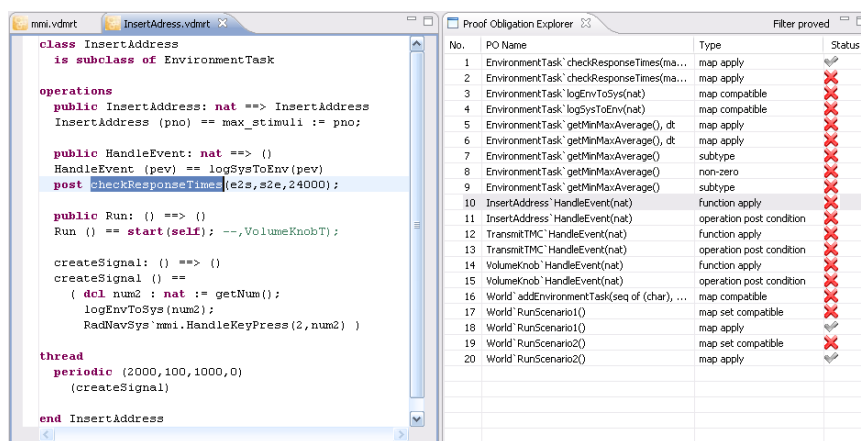 mmi.vdmrt
InsertAdress.vdmrt
class InsertAddress
is subclass of EnvironmentTask
operations
public InsertAddress: nat ==> InsertAddress
InsertAddress (pno) == max_stimuli := pno;
public HandleEvent: nat ==> ()
HandleEvent (pev) == logSysToEnv(pev)
post checkResponseTimes(e2s,s2e,24000);
public Run: () ==> ()
Run () == start(self); --,VolumeKnobT);
createSignal: () ==> ()
createSignal () ==
( dcl num2 : nat := getNum();
logEnvToSys(num2);
RadNavSys`mmi.HandleKeyPress(2,num2) )
thread
periodic (2000,100,1000,0)
(createSignal)
end InsertAddress
Proof Obligation Explorer
Filter proved
No. PO Name Type Status
1 EnvironmentTask`checkResponseTimes(ma... map apply
2 EnvironmentTask`checkResponseTimes(ma... map apply
3 EnvironmentTask`logEnvToSys(nat) map compatible
4 EnvironmentTask`logSysToEnv(nat) map compatible
5 EnvironmentTask`getMinMaxAverage(), dt map apply
6 EnvironmentTask`getMinMaxAverage(), dt map apply
7 EnvironmentTask`getMinMaxAverage() subtype
8 EnvironmentTask`getMinMaxAverage() non-zero
9 EnvironmentTask`getMinMaxAverage() subtype
10 InsertAddress`HandleEvent(nat) function apply
11 InsertAddress`HandleEvent(nat) operation post condition
12 TransmitTMC`HandleEvent(nat) function apply
13 TransmitTMC`HandleEvent(nat) operation post condition
14 VolumeKnob`HandleEvent(nat) function apply
15 VolumeKnob`HandleEvent(nat) operation post condition
16 World`addEnvironmentTask(seq of (char), ... map compatible
17 World`RunScenario1() map set compatible
18 World`RunScenario1() map apply
19 World`RunScenario2() map set compatible
20 World`RunScenario2() map apply